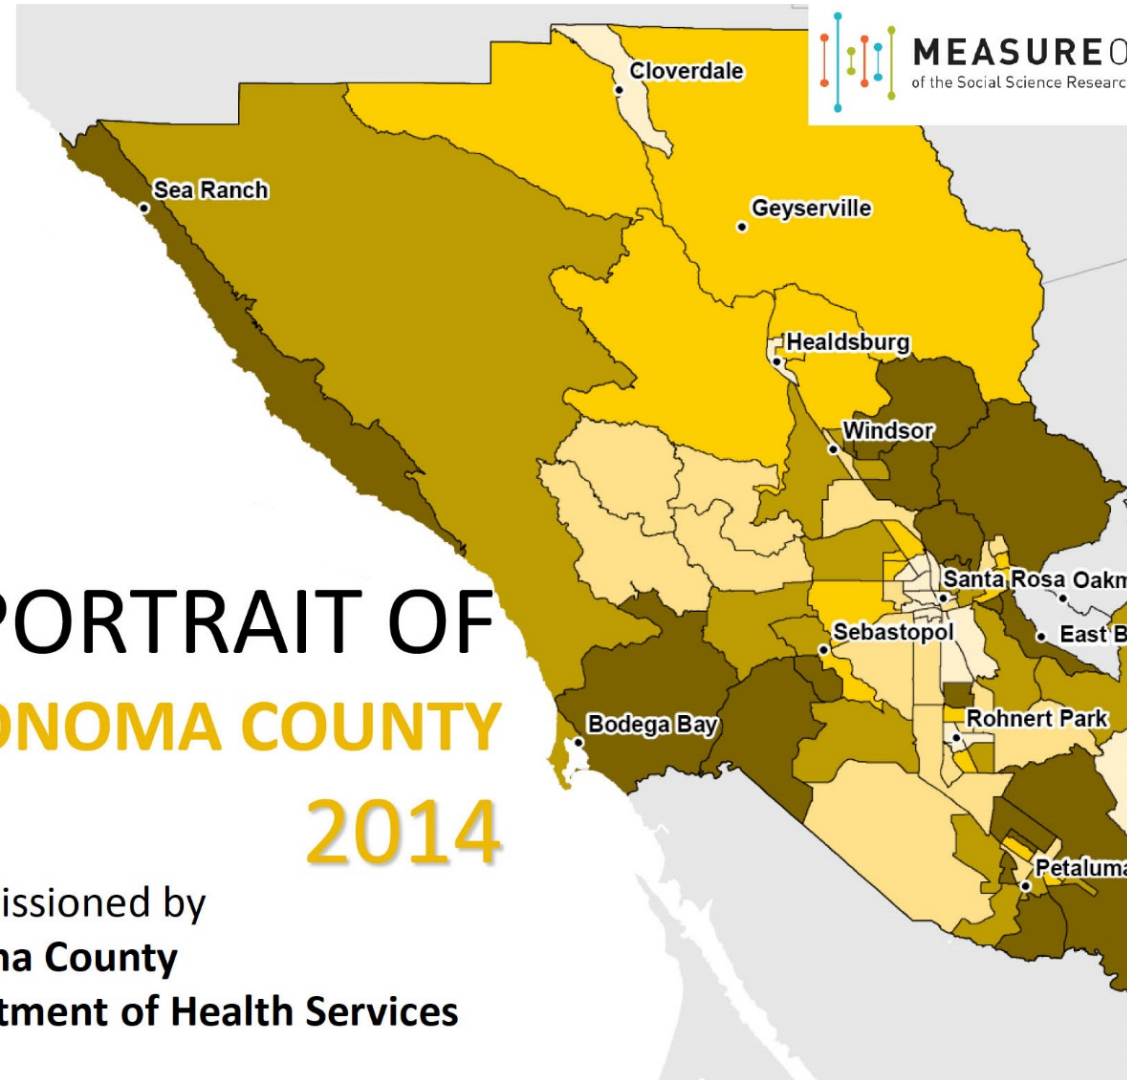 MEASURE O
of the Social Science Researc
Cloverdale
Sea Ranch
Geyserville
Healdsburg
Windsor
Santa Rosa
Oakm
Sebastopol
East B
Bodega Bay
Rohnert Park
Petaluma
PORTRAIT OF
ONOMA COUNTY
2014
issioned by
na County
tment of Health Services